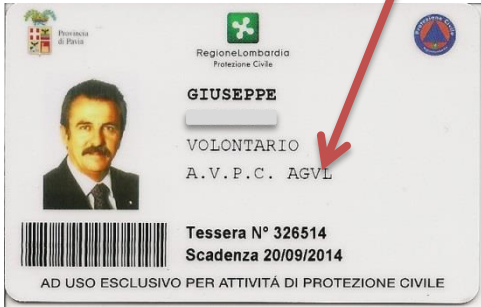 Provincia
di Pavia
RegioneLombardia
Protezione Civile
GIUSEPPE
VOLONTARIO
A.V.P.C. AGVL
Tessera N° 326514
Scadenza 20/09/2014
AD USO ESCLUSIVO PER ATTIVITÁ DI PROTEZIONE CIVILE